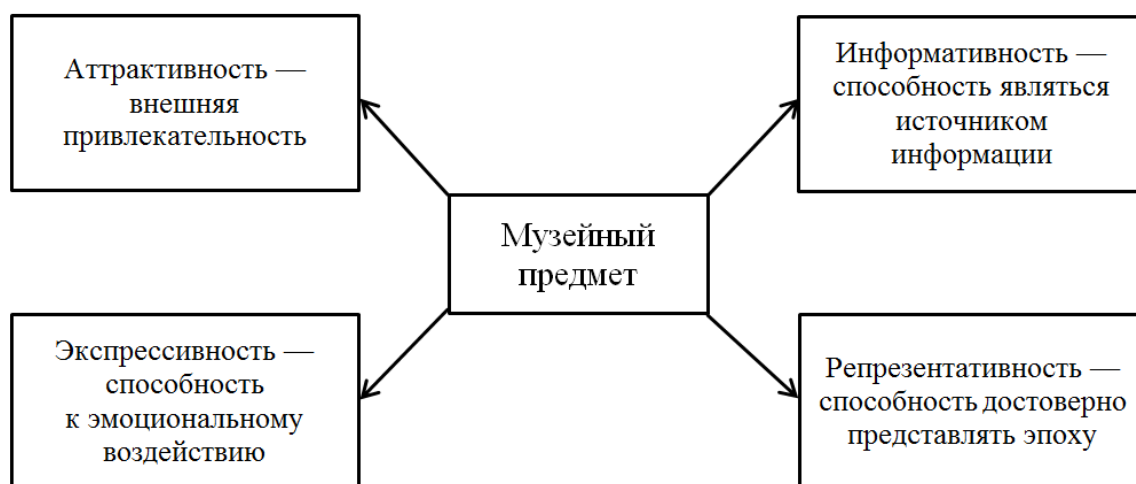 Аттрактивность —
внешняя
привлекательность
Информативность —
способность являться
источником
информации
Музейный
предмет
Экспрессивность —
способность
к эмоциональному
воздействию
Репрезентативность —
способность достоверно
представлять эпоху